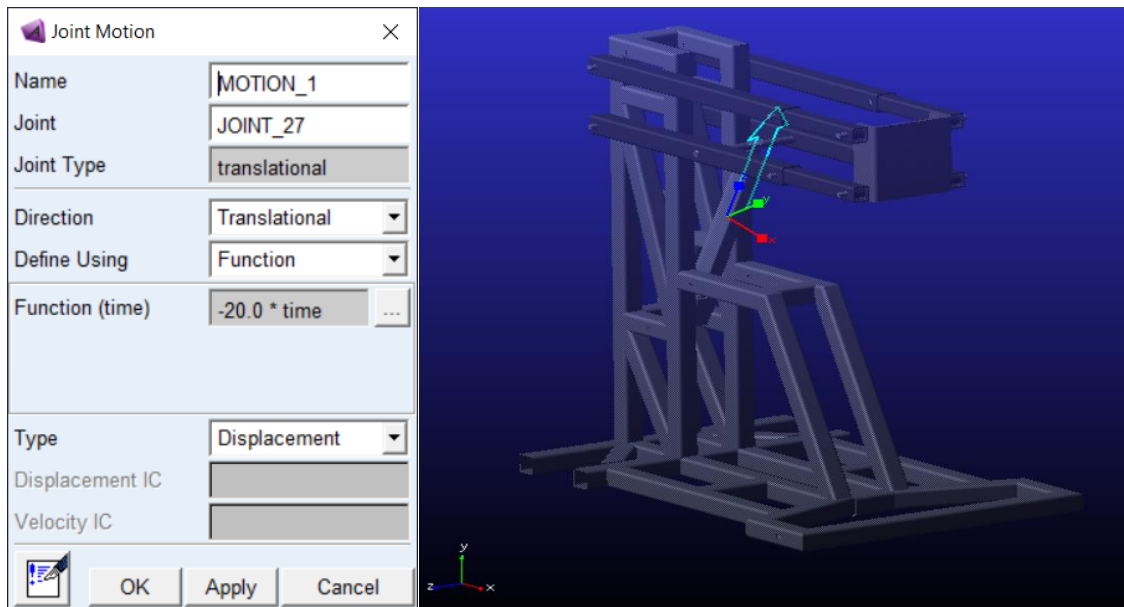 Joint Motion
Name MOTION_1
Joint JOINT_27
Joint Type translational
Direction Translational
Define Using Function
Function (time) -20.0 * time ...
Type Displacement
Displacement IC
Velocity IC
OK Apply Cancel
y
x
y
z x